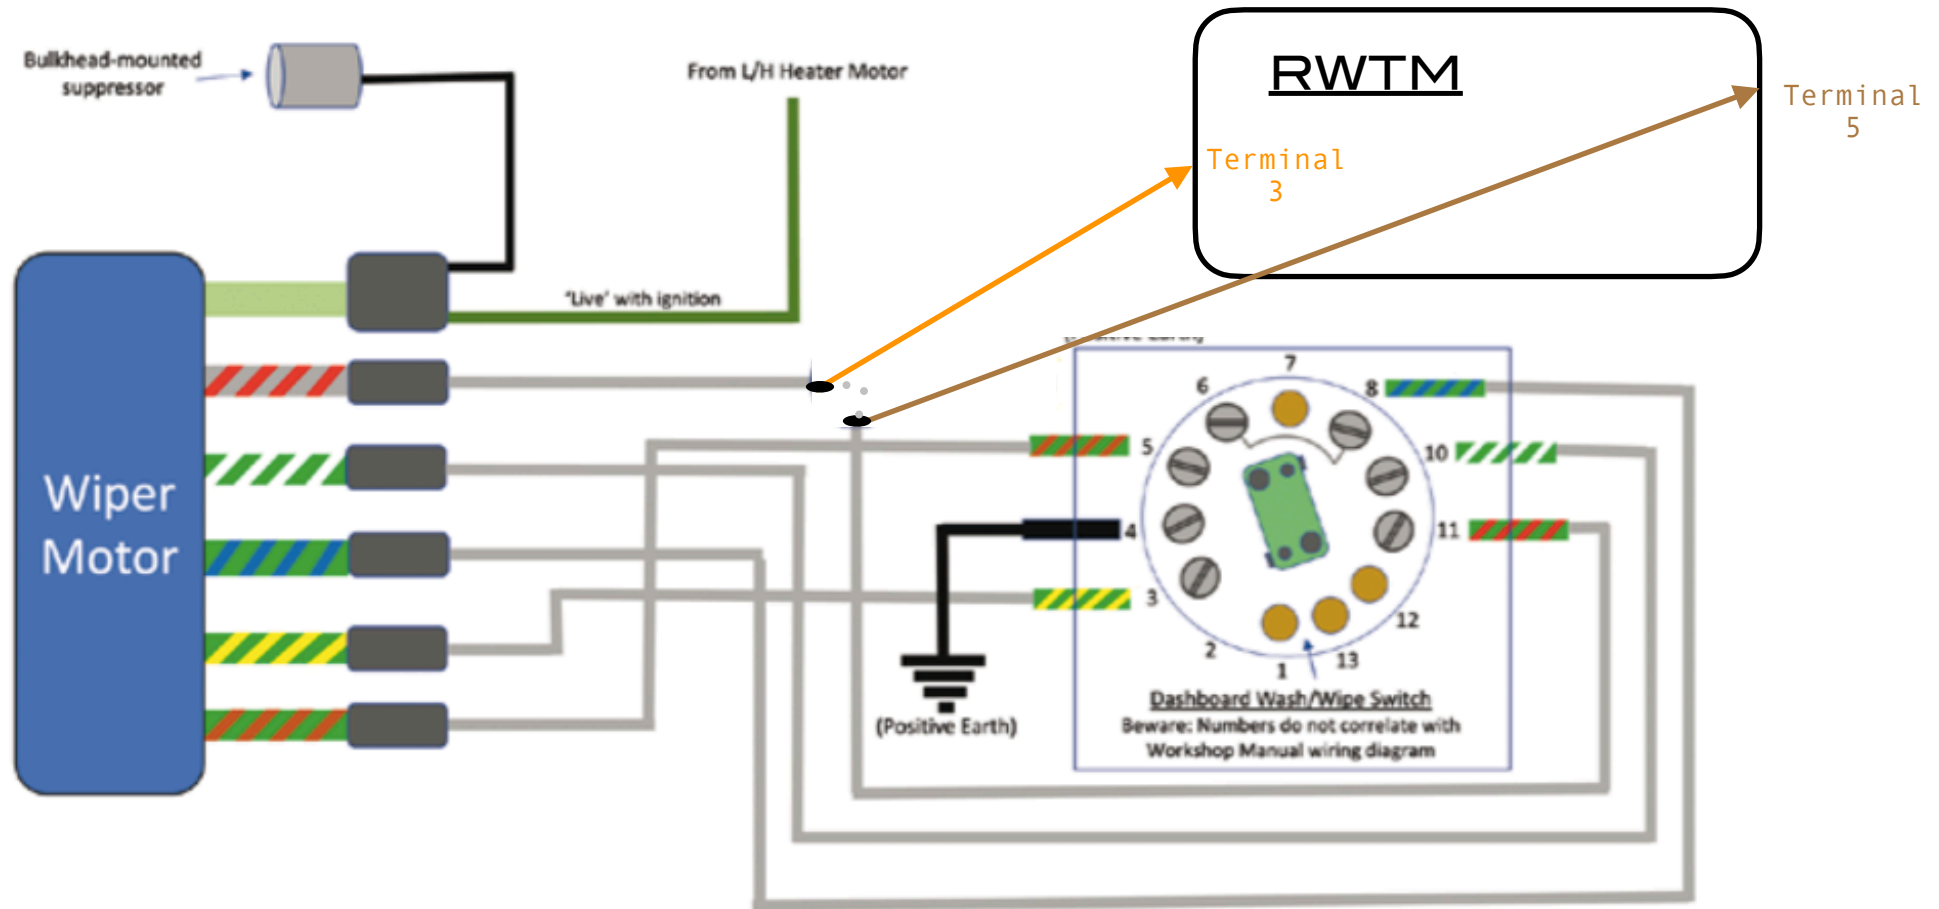 Bulkhead-mounted
suppressor
From L/H Heater Motor
RWTM
Terminal
5
Terminal
3
'Live' with ignition
Wiper
Motor
7
6
8
5
10
4
11
3
12
2
13
1
(Positive Earth)
Dashboard Wash/Wipe Switch
Beware: Numbers do not correlate with
Workshop Manual wiring diagram